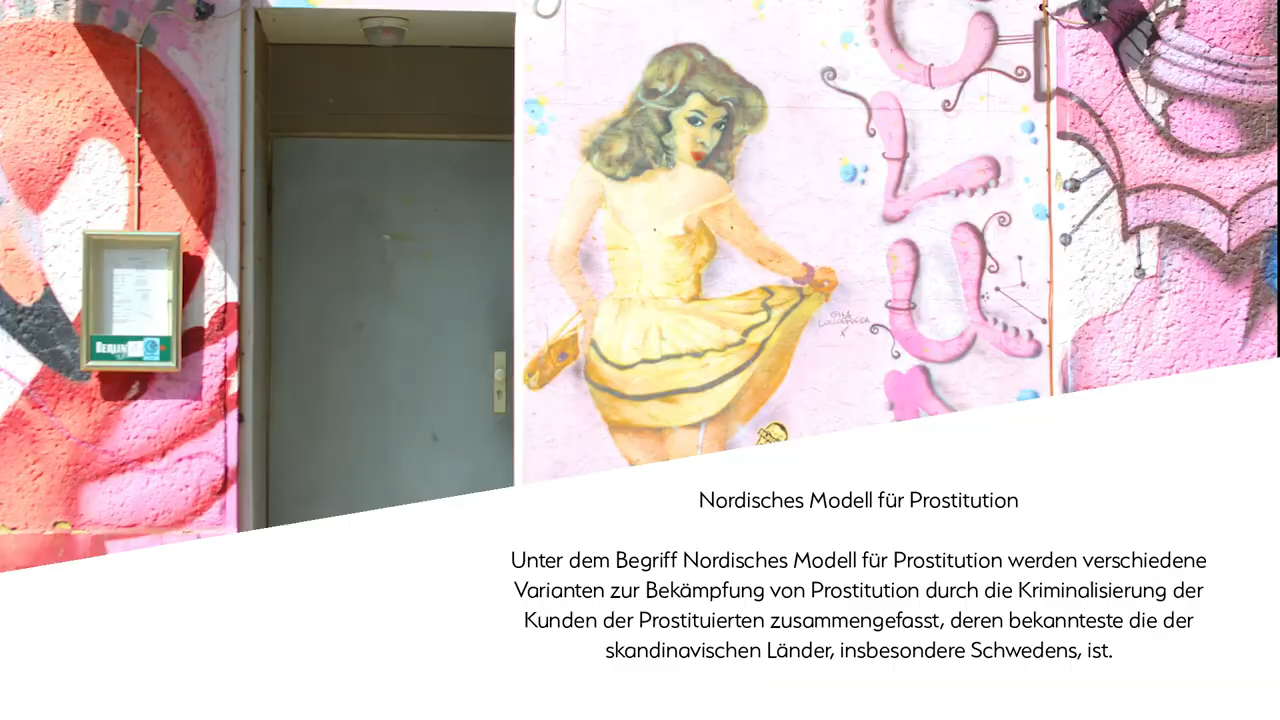 BERLIN
Nordisches Modell für Prostitution
Unter dem Begriff Nordisches Modell für Prostitution werden verschiedene
Varianten zur Bekämpfung von Prostitution durch die Kriminalisierung der
Kunden der Prostituierten zusammengefasst, deren bekannteste die der
skandinavischen Länder, insbesondere Schwedens, ist.